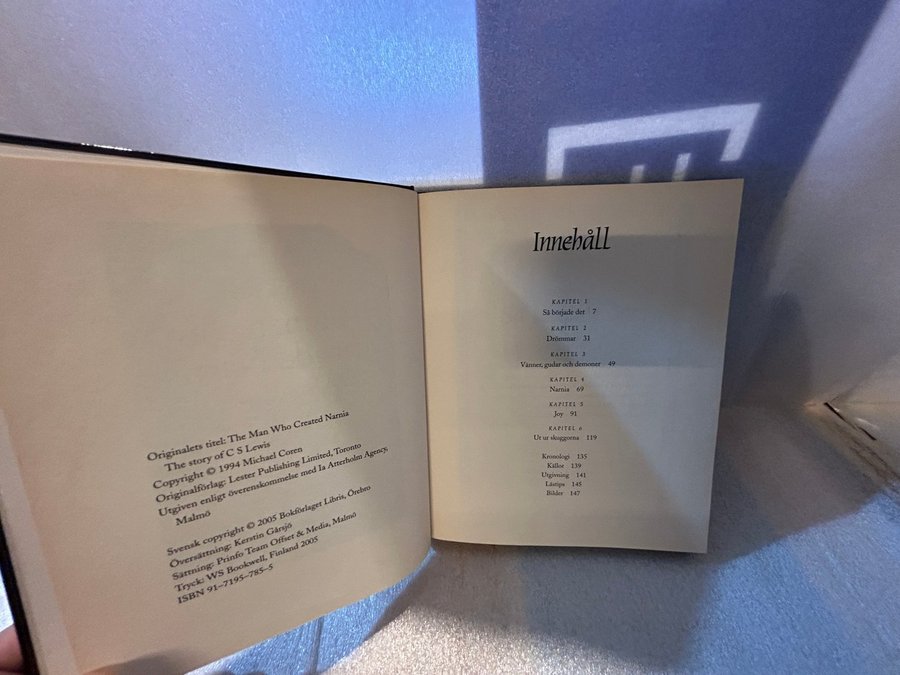 Originalets titel: The Man Who Created Narnia
The story of C S Lewis
Copyright © 1994 Michael Coren
Originalförlag: Lester Publishing Limited, Toronto
Utgiven enligt överenskommelse med Ia Atterholm Agency,
Malmö
Svensk copyright © 2005 Bokförlaget Libris, Örebro
Översättning: Kerstin Gårsjö
Sättning: Prinfo Team Offset & Media, Malmö
Tryck: WS Bookwell, Finland 2005
ISBN 91–7195–785–5
Innehåll
KAPITEL 1
Så började det 7
KAPITEL 2
Drömmar 31
KAPITEL 3
Vänner, gudar och demoner 49
KAPITEL 4
Narnia 69
KAPITEL 5
Joy 91
KAPITEL 6
Ut ur skuggorna 119
Kronologi 135
Källor 139
Utgivning 141
Lästips 145
Bilder 147